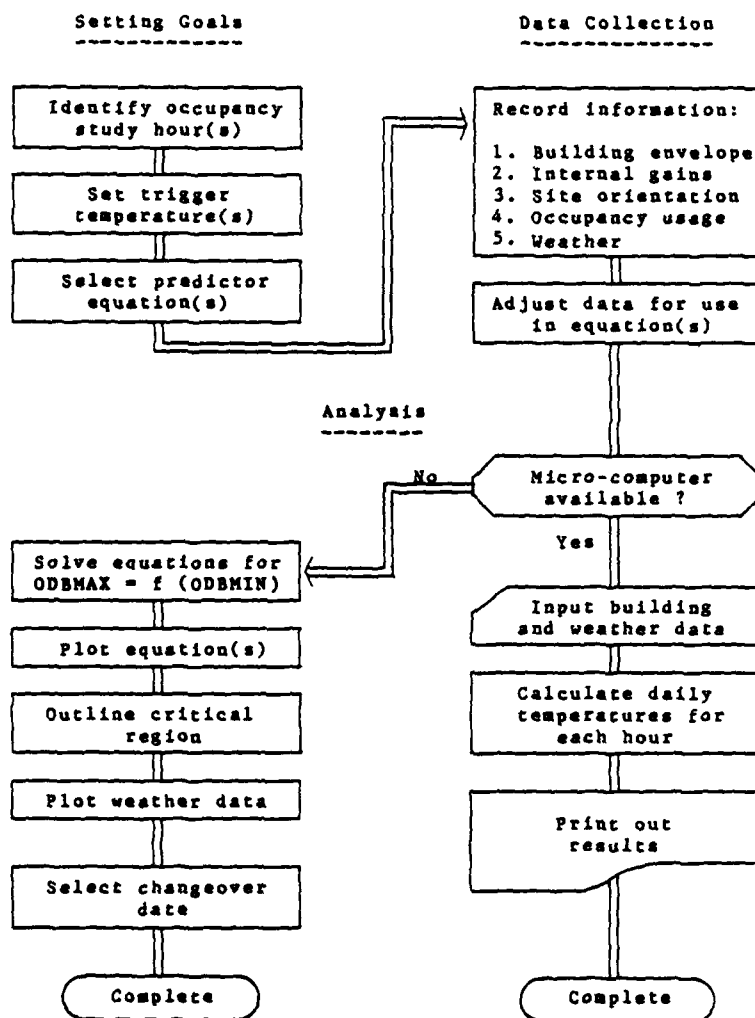 Setting Goals
Identify occupancy
study hour(s)
Set trigger
temperature(s)
Select predictor
equation(s)
Data Collection
Record information:
1. Building envelope
2. Internal gains
3. Site orientation
4. Occupancy usage
5. Weather
Adjust data for use
in equation(s)
Analysis
Micro-computer
available ?
No
Yes
Solve equations for
ODBMAX = f (ODBMIN)
Plot equation(s)
Outline critical
region
Plot weather data
Select changeover
date
Complete
Input building
and weather data
Calculate daily
temperatures for
each hour
Print out
results
Complete